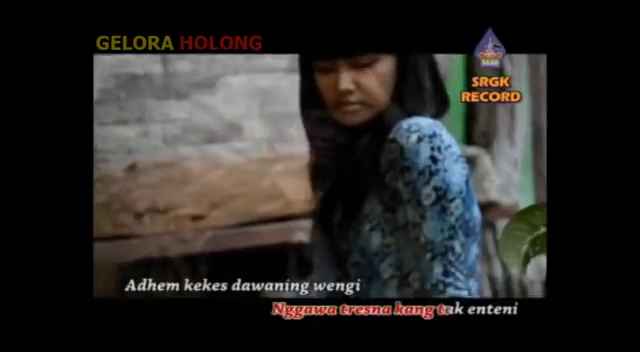 GELORA HOLONG
SRGK
RECORD
Adhem kekes dawaning wengi
Nggawa tresna kang tak enteni